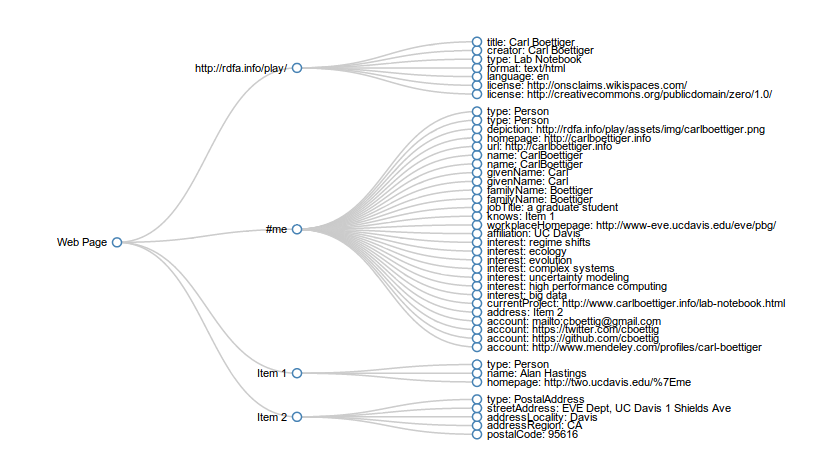 title: Carl Boettiger
creator: Carl Boettiger
type: Lab Notebook
http://rdfa.info/play/
format: text/html
language: en
license: http://onsclaims.wikispaces.com/
license: http://creativecommons.org/publicdomain/zero/1.0/
type: Person
type: Person
depiction: http://rdfa.info/play/assets/img/carlboettiger.png
homepage: http://carlboettiger.info
url: http://carlboettiger.info
name: CarlBoettiger
name: CarlBoettiger
givenName: Carl
givenName: Carl
familyName: Boettiger
familyName: Boettiger
jobTitle: a graduate student
knows: Item 1
workplaceHomepage: http://www-eve.ucdavis.edu/eve/pbg/
#me
affiliation: UC Davis
Web Page
interest: regime shifts
interest: ecology
interest: evolution
interest: complex systems
interest: uncertainty modeling
interest: high performance computing
interest: big data
currentProject: http://www.carlboettiger.info/lab-notebook.html
address: Item 2
account: mailto:cboettig@gmail.com
account: https://twitter.com/cboettig
account: https://github.com/cboettig
account: http://www.mendeley.com/profiles/carl-boettiger
type: Person
Item 1
name: Alan Hastings
homepage: http://two.ucdavis.edu/%7Eme
type: PostalAddress
streetAddress: EVE Dept, UC Davis 1 Shields Ave
Item 2
addressLocality: Davis
addressRegion: CA
postalCode: 95616